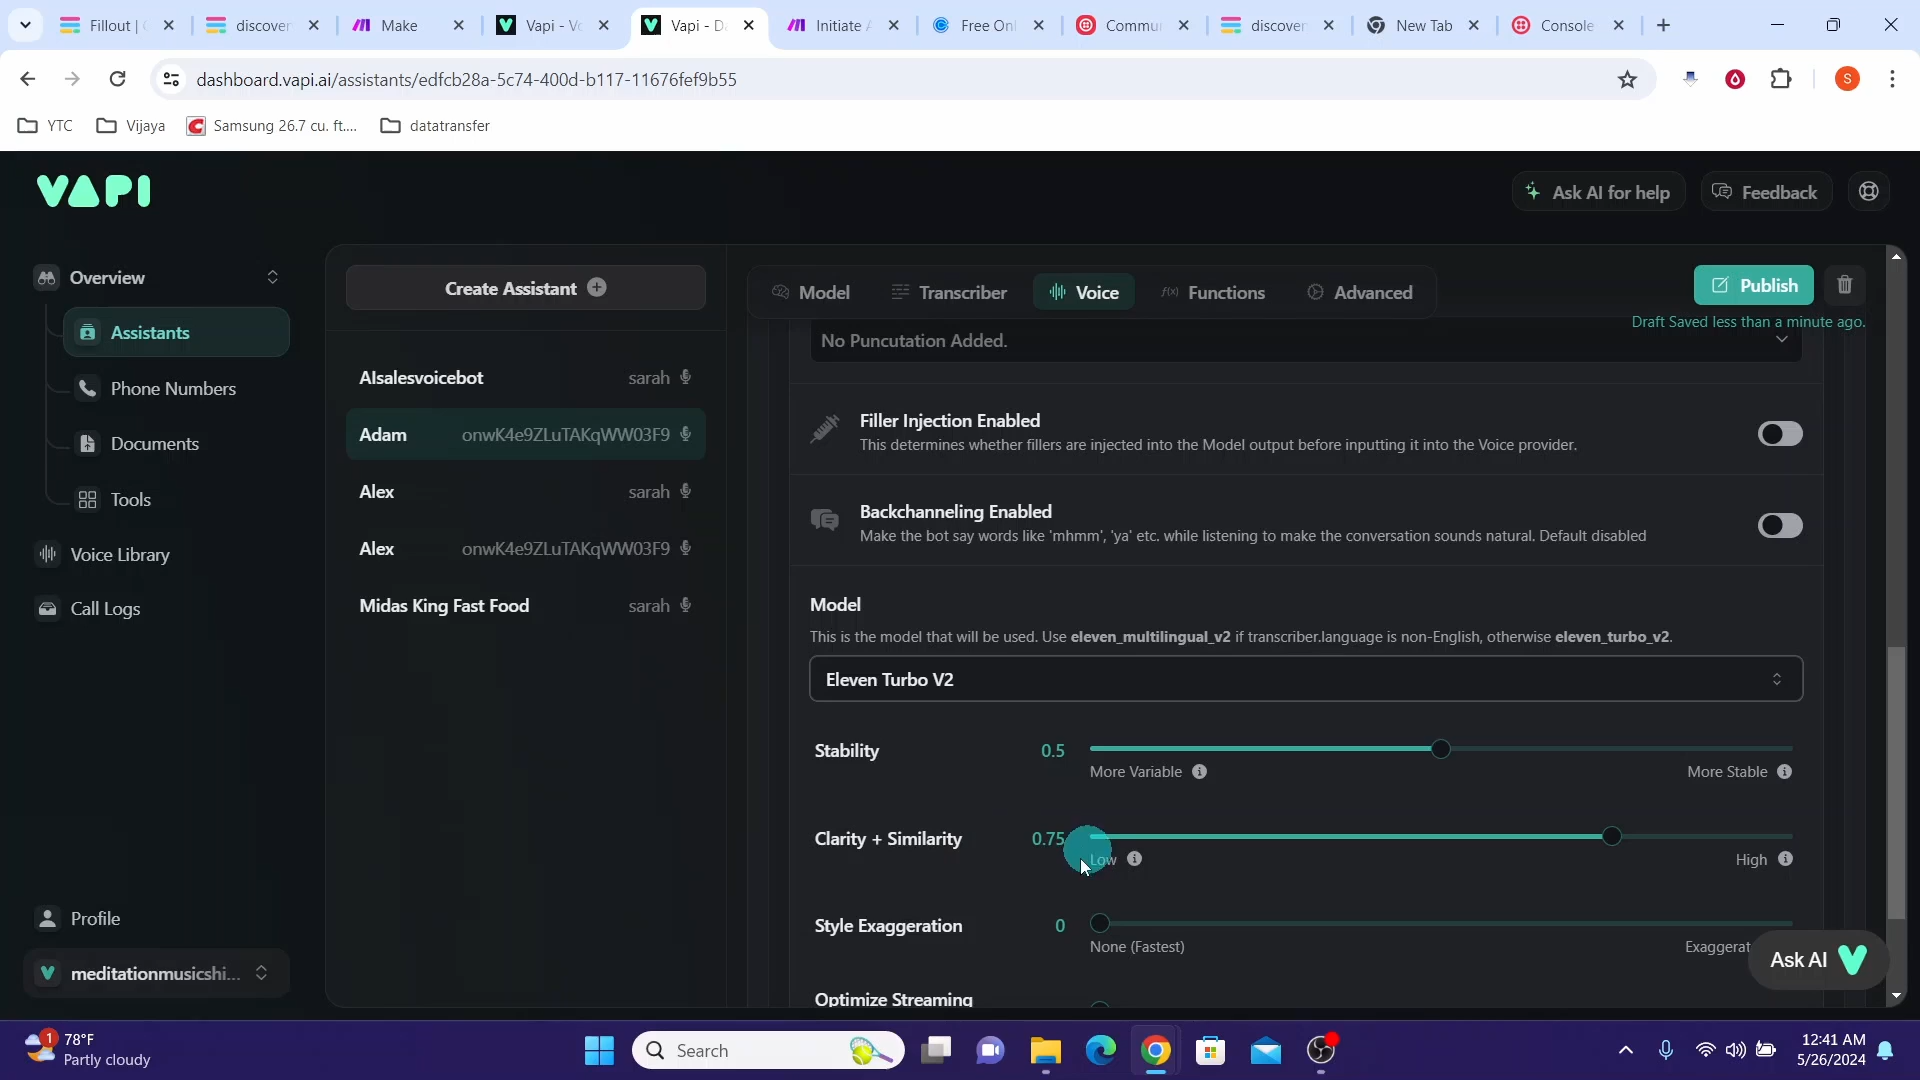 Fillout | C
discover
Make
Vapi - Vo
Vapi - Da
Initiate A
Free Onl
Commun
discover
New Tab
Console
dashboard.vapi.ai/assistants/edfcb28a-5c74-400d-b117-11676fef9b55
S
YTC
Vijaya
Samsung 26.7 cu. ft....
datatransfer
VAPI
Ask AI for help
Feedback
Overview
Assistants
Phone Numbers
Documents
Tools
Voice Library
Call Logs
Profile
meditationmusicshi...
Create Assistant
AIsalesvoicebot sarah
Adam onwK4e9ZLuTAKqWW03F9
Alex sarah
Alex onwK4e9ZLuTAKqWW03F9
Midas King Fast Food sarah
Model
Transcriber
Voice
Functions
Advanced
Publish
Draft Saved less than a minute ago.
No Puncutation Added.
Filler Injection Enabled
This determines whether fillers are injected into the Model output before inputting it into the Voice provider.
Backchanneling Enabled
Make the bot say words like 'mhmm', 'ya' etc. while listening to make the conversation sounds natural. Default disabled
Model
This is the model that will be used. Use eleven_multilingual_v2 if transcriber.language is non-English, otherwise eleven_turbo_v2.
Eleven Turbo V2
Stability 0.5
More Variable More Stable
Clarity + Similarity 0.75
Low High
Style Exaggeration 0
None (Fastest) Exaggerat
Optimize Streaming
Ask AI
1
78°F
Partly cloudy
Search
12:41 AM
5/26/2024